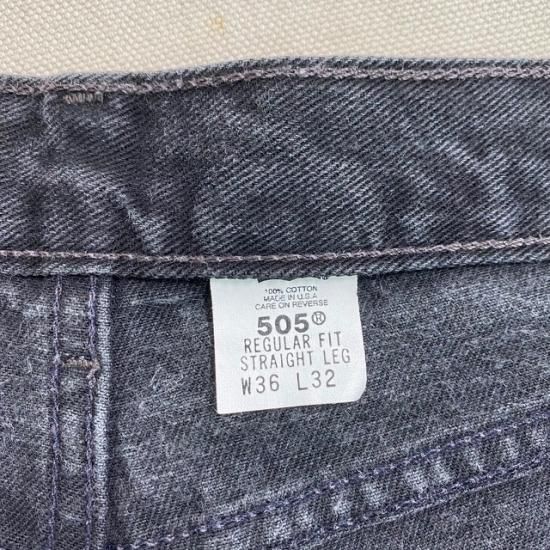 100% COTTON
MADE IN U.S.A
CARE ON REVERSE
505®
REGULAR FIT
STRAIGHT LEG
W36 L32